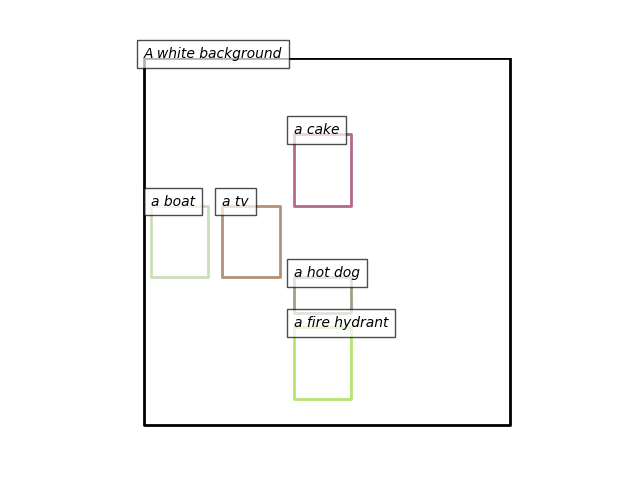 A white background
a cake
a boat
a tv
a hot dog
a fire hydrant